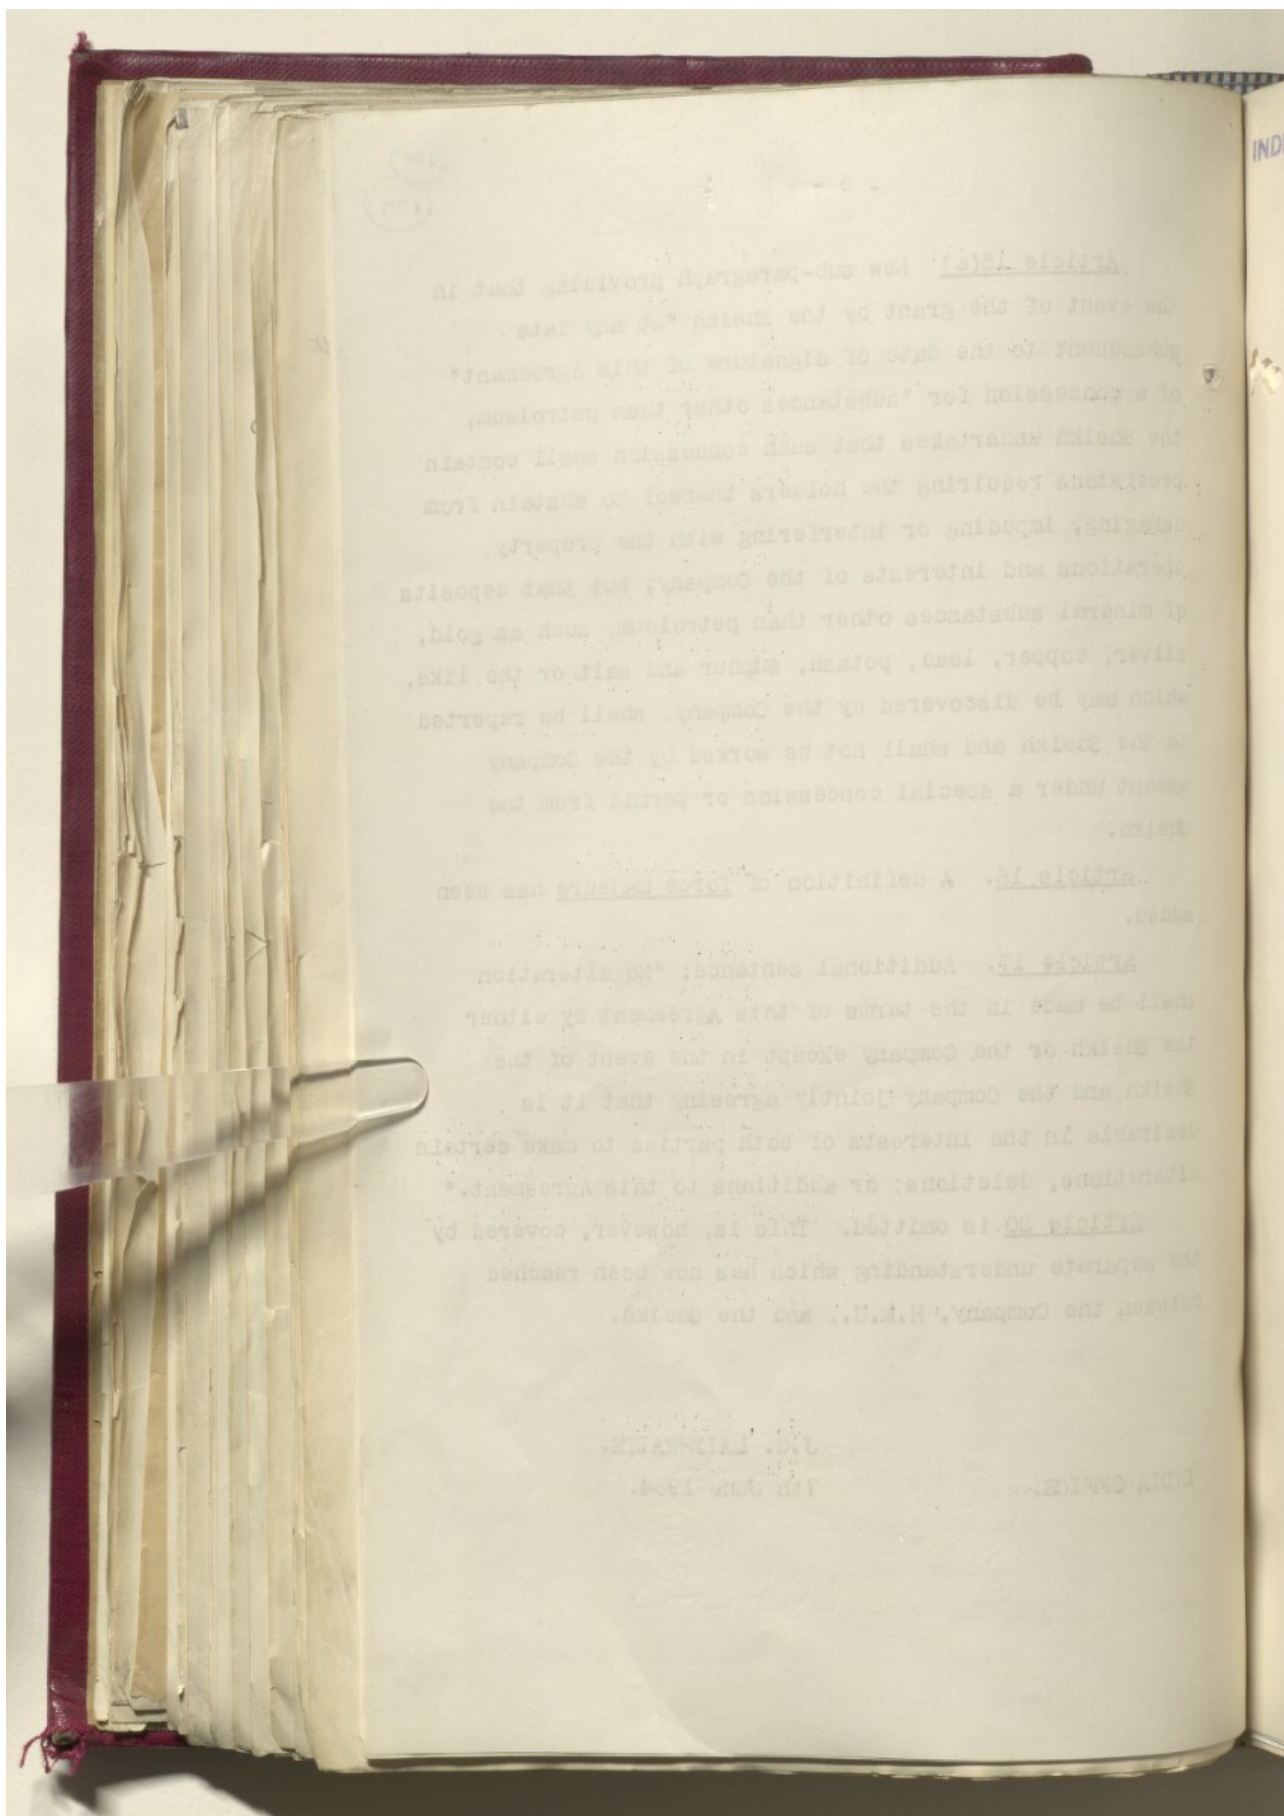 - 5 -
Article 15(a) New sub-paragraph providing that in
the event of the grant by the Sheikh "at any date
subsequent to the date of signature of this Agreement"
of a concession for "substances other than petroleum,
the Sheikh undertakes that such concession shall contain
provisions requiring the holders thereof to abstain from
damaging, impeding or interfering with the property,
operations and interests of the Company; but that deposits
of mineral substances other than petroleum, such as gold,
silver, copper, lead, potash, sulphur and salt or the like,
which may be discovered by the Company, shall be reported
to the Sheikh and shall not be worked by the Company
except under a special concession or permit from the
Sheikh.
Article 16. A definition of force majeure has been
added.
Article 17. Additional sentence: "No alteration
shall be made in the terms of this Agreement by either
the Sheikh or the Company except in the event of the
Sheikh and the Company jointly agreeing that it is
desirable in the interests of both parties to make certain
alterations, deletions, or additions to this Agreement."
Article 20 is omitted. This is, however, covered by
the separate understanding which has now been reached
between the Company, H.M.G., and the Sheikh.
J.G. LAITHWAITE.
INDIA OFFICE. 7th June 1934.
IND